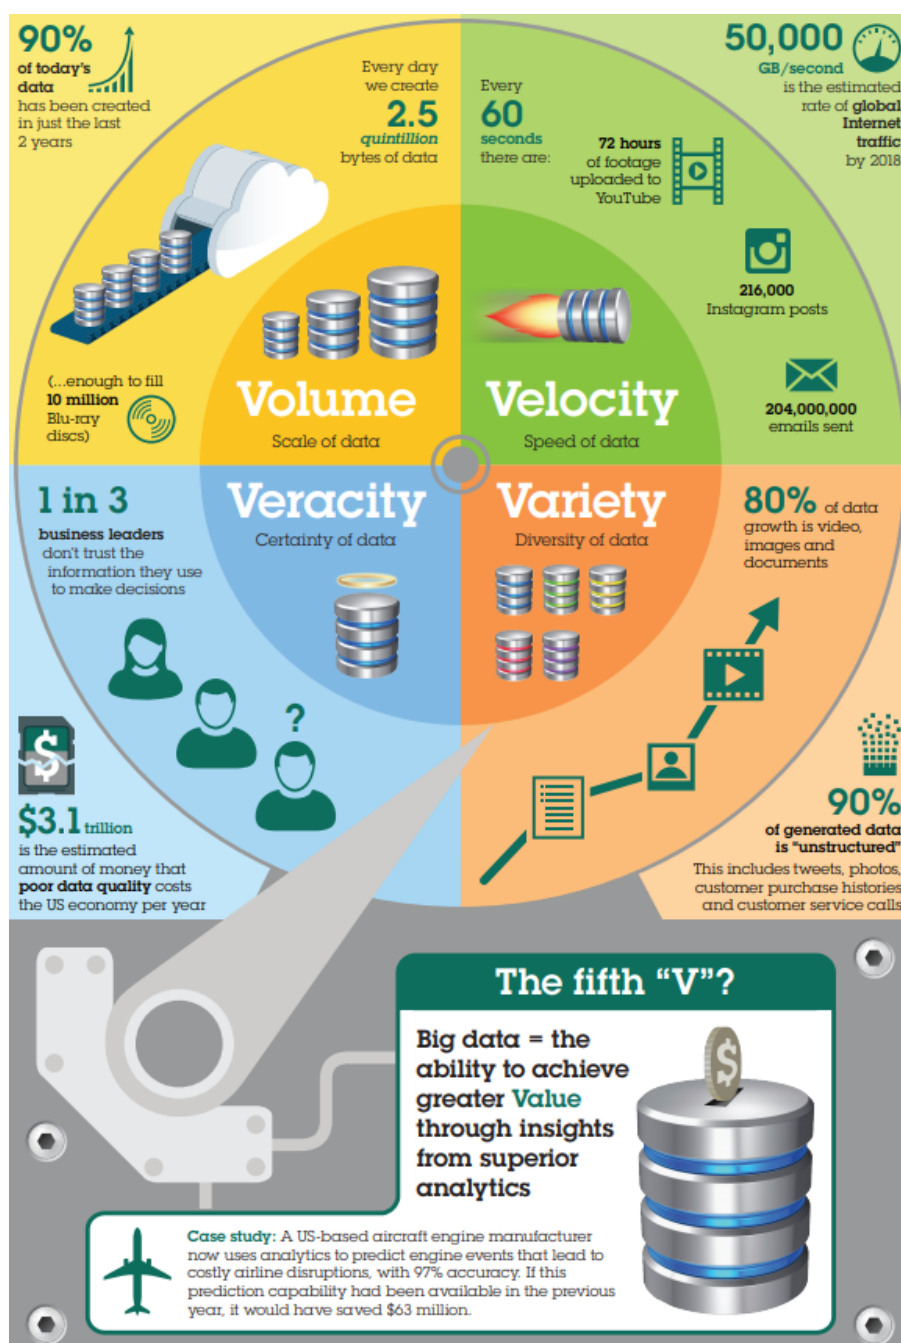 90%
of today's
data
has been created
in just the last
2 years
Every day
we create
2.5
quintillion
bytes of data
(...enough to fill
10 million
Blu-ray
discs)
Volume
Scale of data
Every
60
seconds
there are:
72 hours
of footage
uploaded to
YouTube
50,000
GB/second
is the estimated
rate of global
Internet
traffic
by 2018
216,000
Instagram posts
204,000,000
emails sent
Velocity
Speed of data
Veracity
Certainty of data
1 in 3
business leaders
don't trust the
information they use
to make decisions
?
$
$3.1 trillion
is the estimated
amount of money that
poor data quality costs
the US economy per year
Variety
Diversity of data
80% of data
growth is video,
images and
documents
90%
of generated data
is "unstructured"
This includes tweets, photos,
customer purchase histories
and customer service calls
The fifth “V”?
Big data = the
ability to achieve
greater Value
through insights
from superior
analytics
$
Case study: A US-based aircraft engine manufacturer
now uses analytics to predict engine events that lead to
costly airline disruptions, with 97% accuracy. If this
prediction capability had been available in the previous
year, it would have saved $63 million.